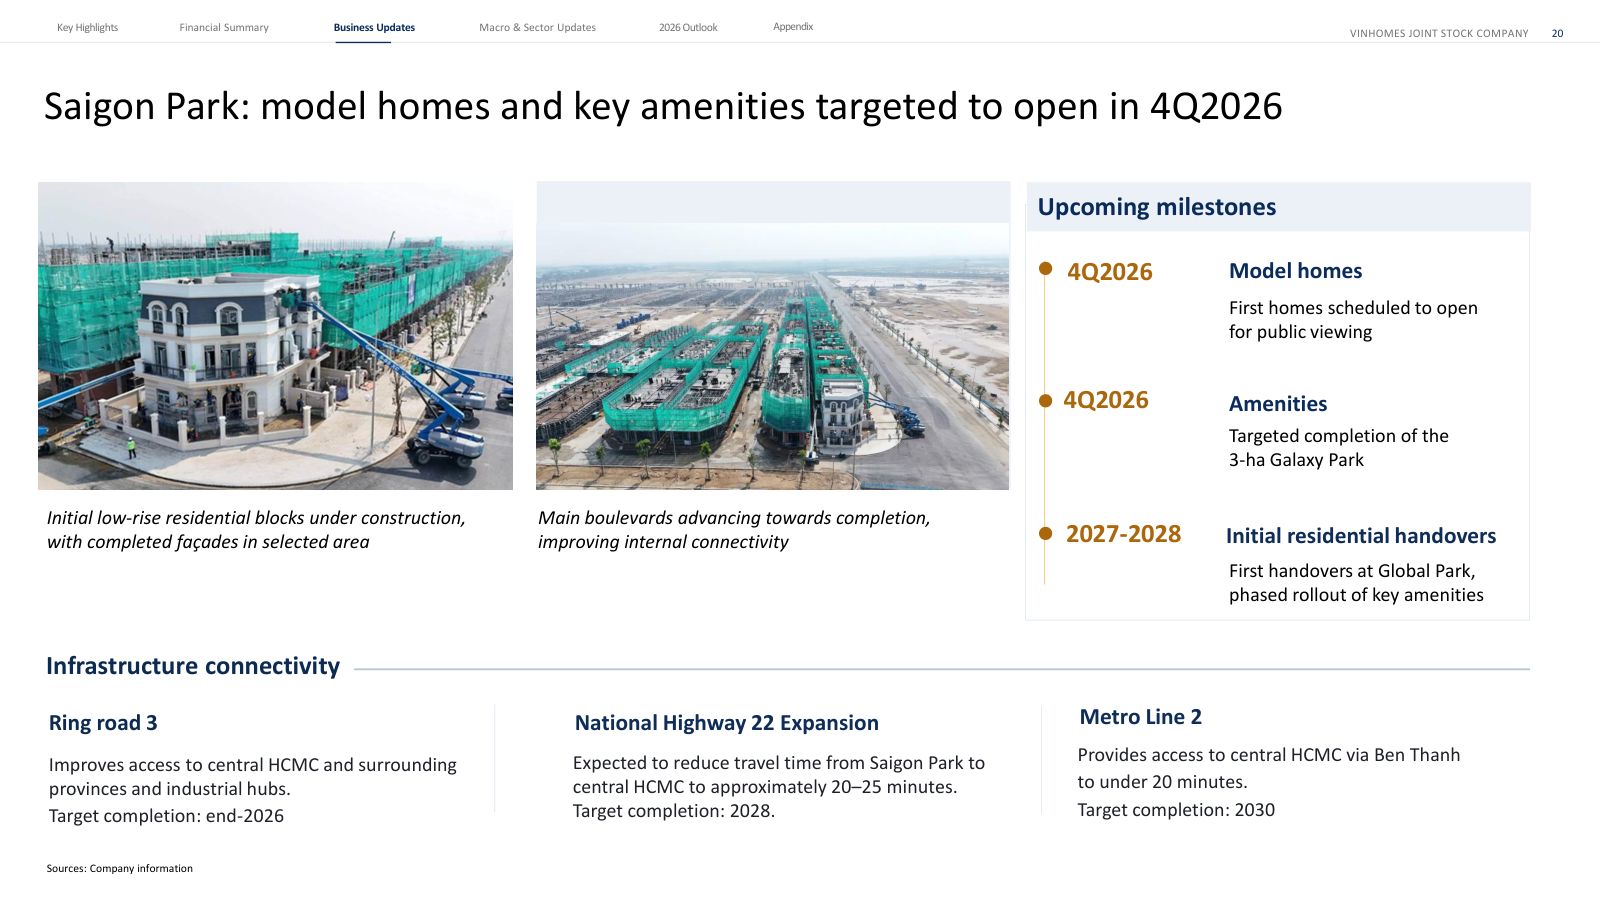 Key Highlights
Financial Summary
Business Updates
Macro & Sector Updates
2026 Outlook
Appendix
VINHOMES JOINT STOCK COMPANY
20
Saigon Park: model homes and key amenities targeted to open in 4Q2026
Initial low-rise residential blocks under construction,
with completed façades in selected area
Main boulevards advancing towards completion,
improving internal connectivity
Upcoming milestones
4Q2026
Model homes
First homes scheduled to open
for public viewing
4Q2026
Amenities
Targeted completion of the
3-ha Galaxy Park
2027-2028
Initial residential handovers
First handovers at Global Park,
phased rollout of key amenities
Infrastructure connectivity
Ring road 3
Improves access to central HCMC and surrounding
provinces and industrial hubs.
Target completion: end-2026
National Highway 22 Expansion
Expected to reduce travel time from Saigon Park to
central HCMC to approximately 20–25 minutes.
Target completion: 2028.
Metro Line 2
Provides access to central HCMC via Ben Thanh
to under 20 minutes.
Target completion: 2030
Sources: Company information